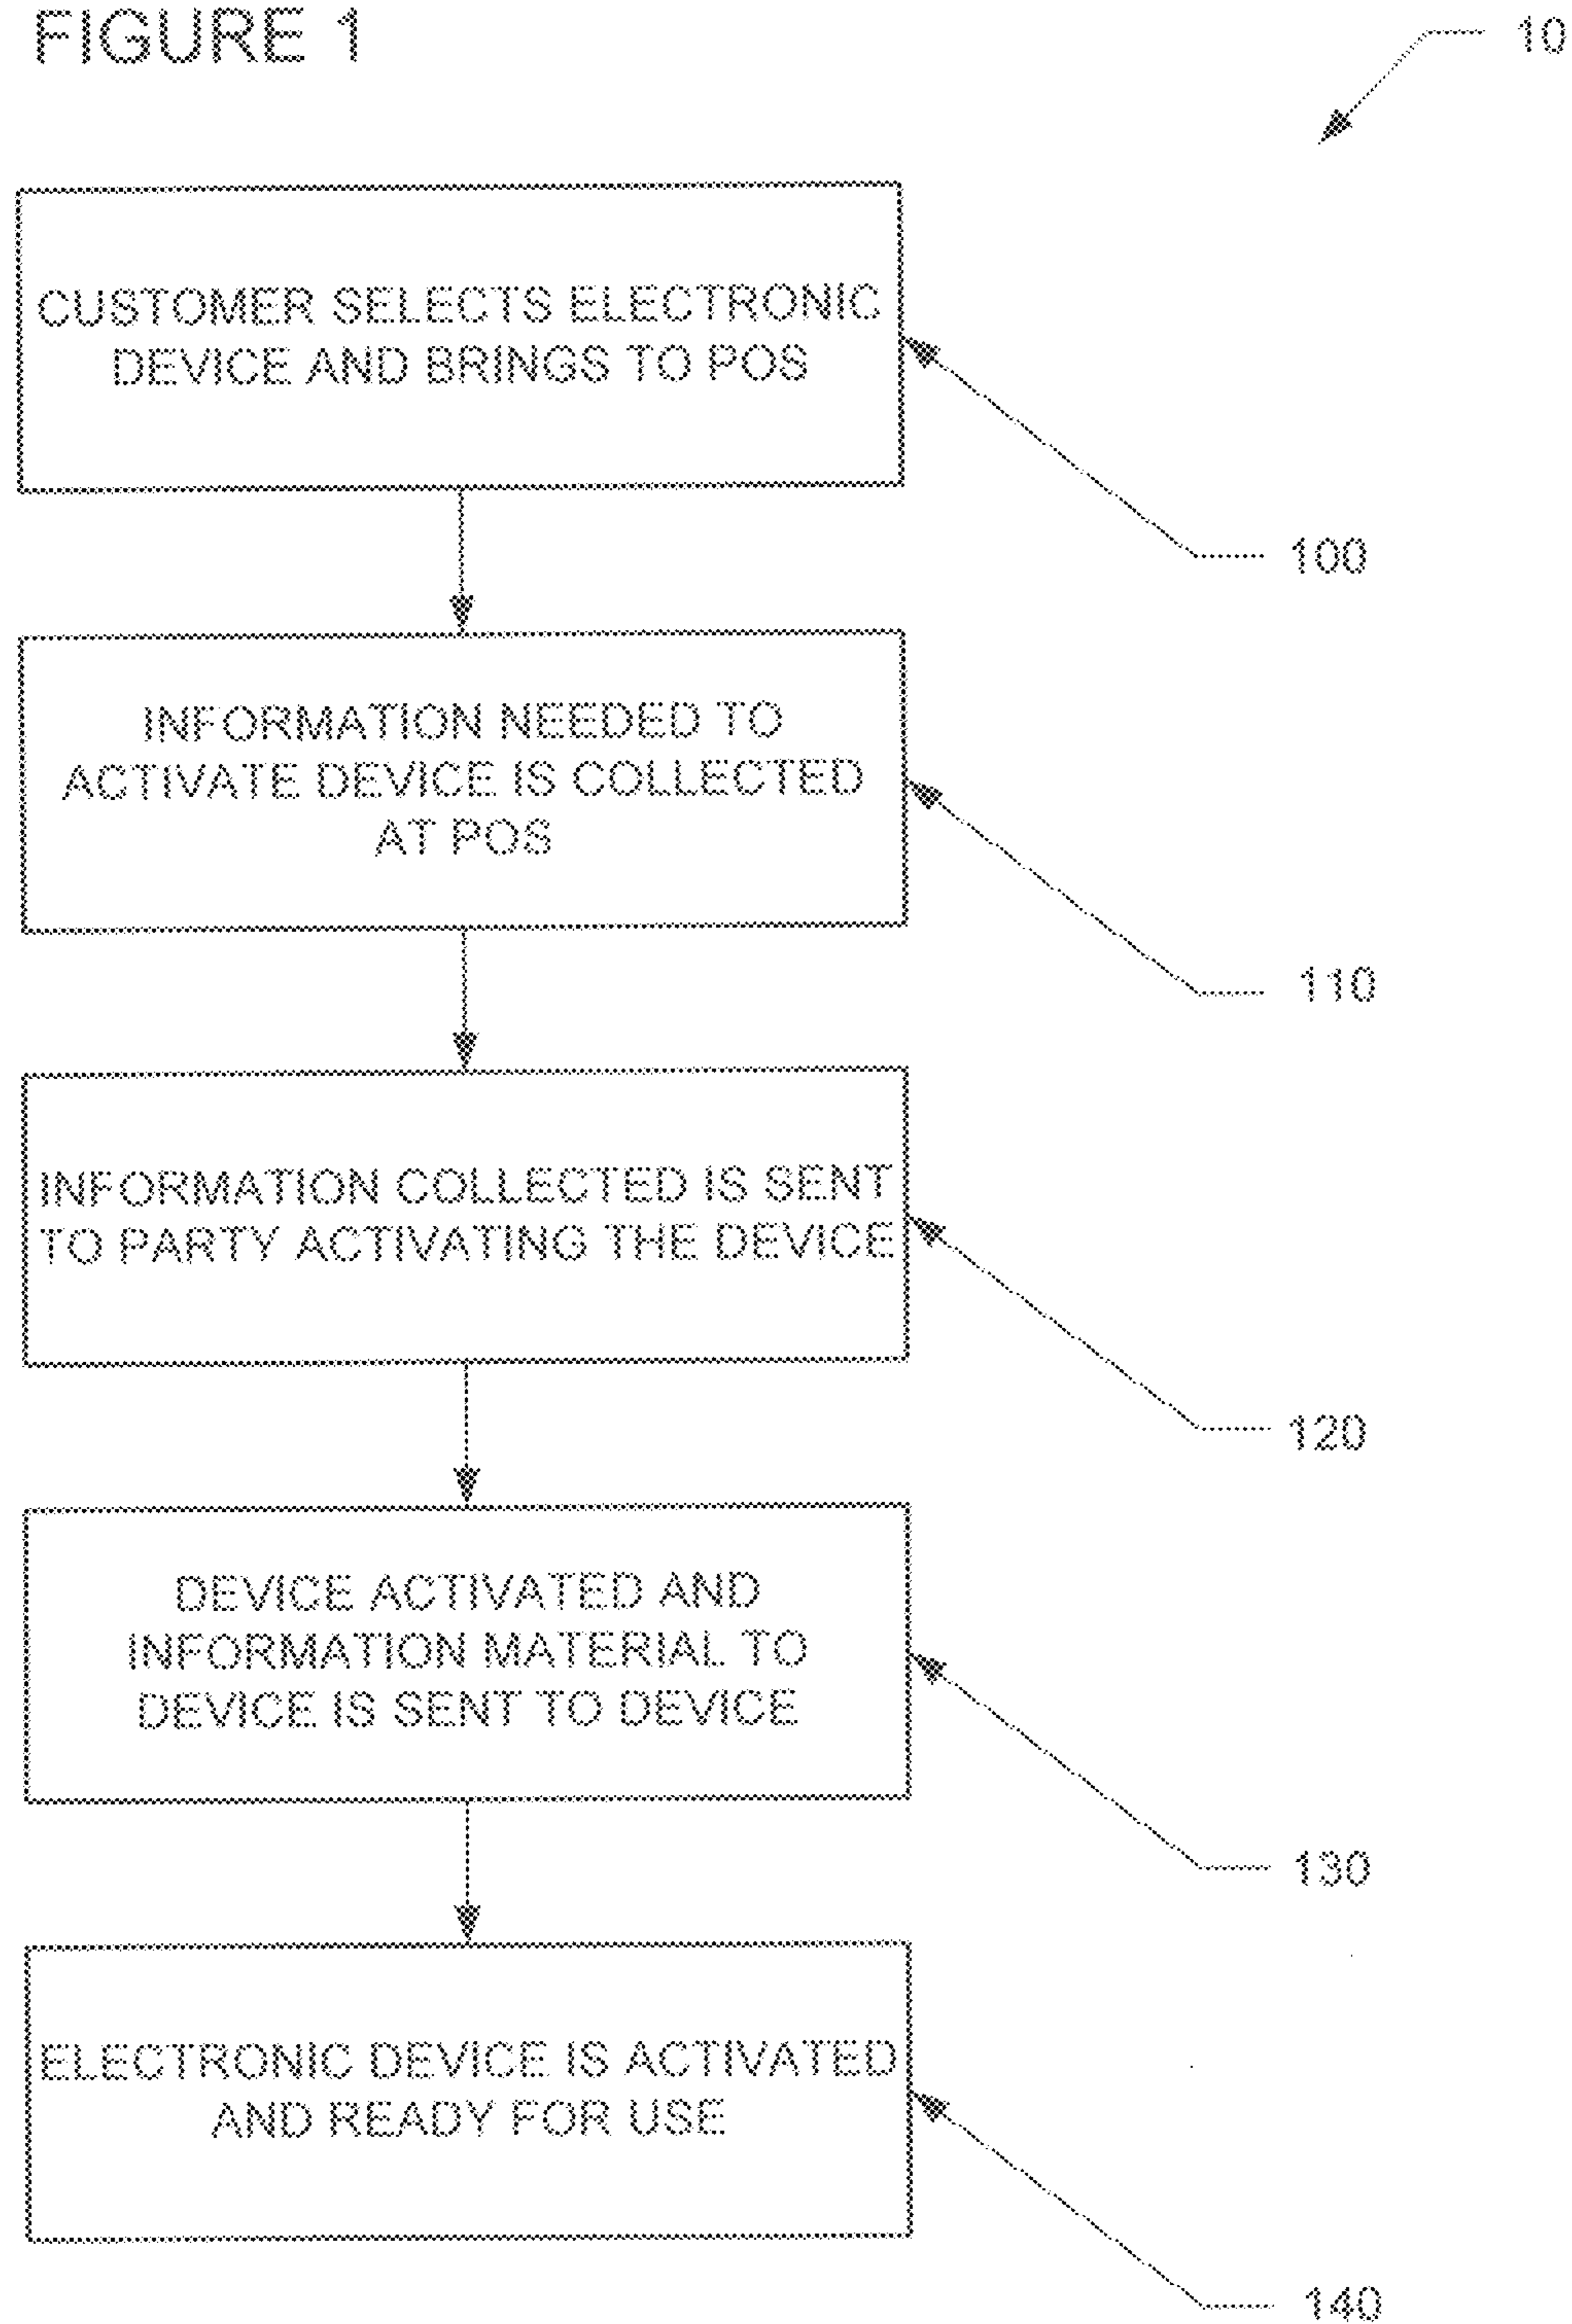 FIGURE 1
10
CUSTOMER SELECTS ELECTRONIC
DEVICE AND BRINGS TO POS
100
INFORMATION NEEDED TO
ACTIVATE DEVICE IS COLLECTED
AT POS
110
INFORMATION COLLECTED IS SENT
TO PARTY ACTIVATING THE DEVICE
120
DEVICE ACTIVATED AND
INFORMATION MATERIAL TO
DEVICE IS SENT TO DEVICE
130
ELECTRONIC DEVICE IS ACTIVATED
AND READY FOR USE
140